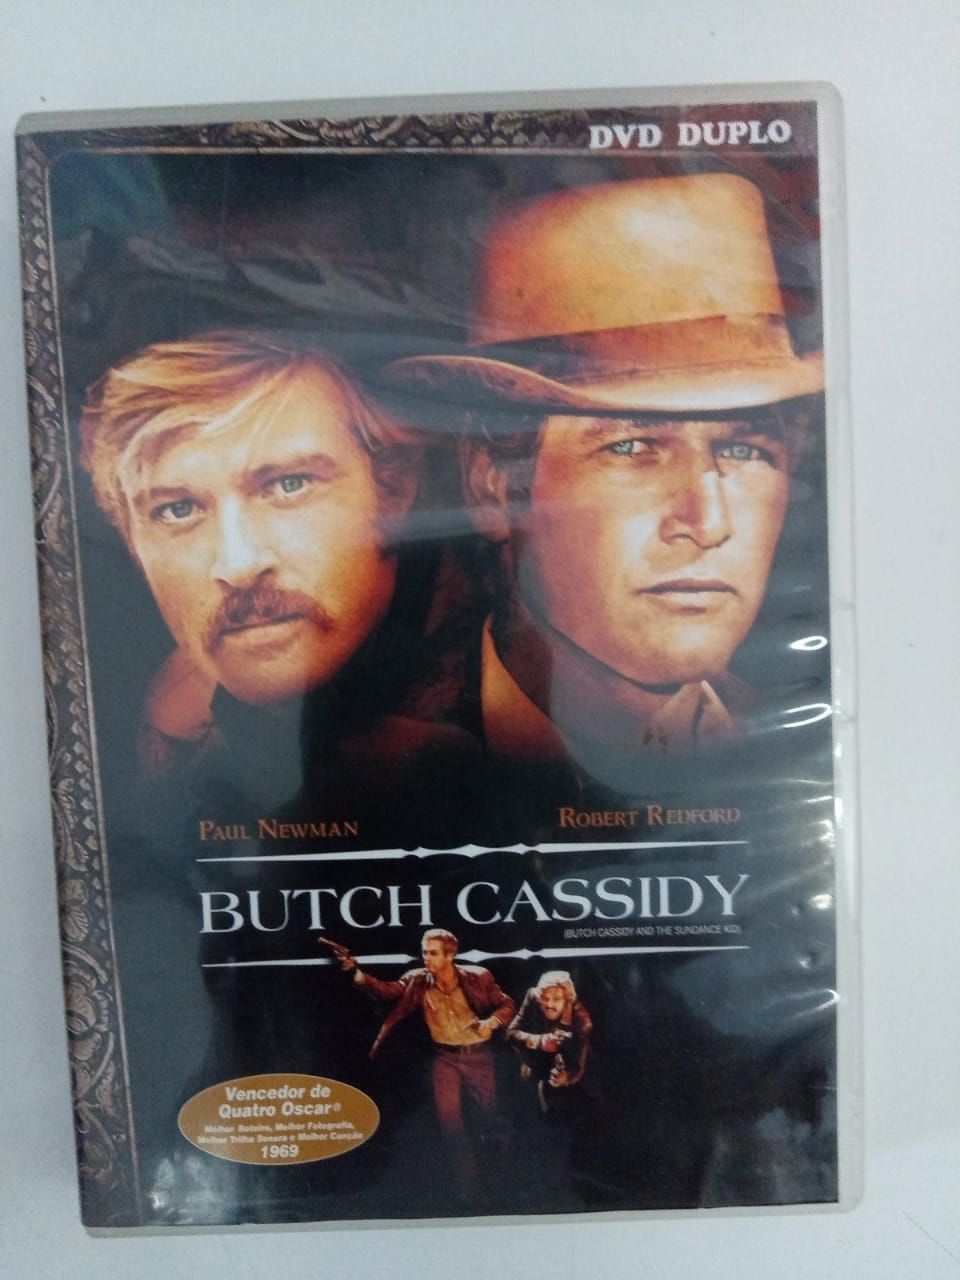 DVD DUPLO
PAUL NEWMAN
ROBERT REDFORD
BUTCH CASSIDY
(BUTCH CASSIDY AND THE SUNDANCE KID)
Vencedor de
Quatro Oscar®
Melhor Roteiro, Melhor Fotografia,
Melhor Trilha Sonora e Melhor Canção
1969